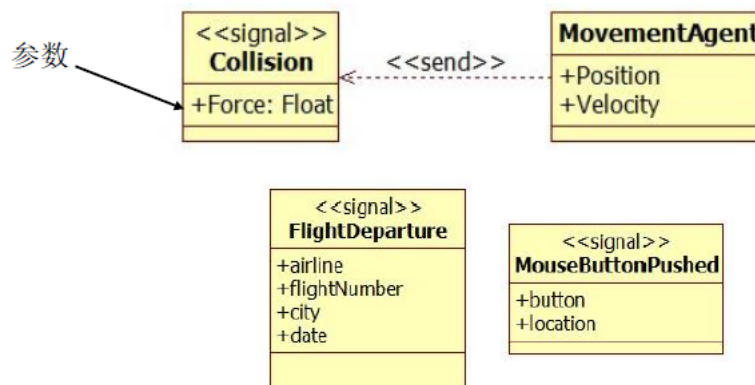 参数
<<signal>>
Collision
+Force: Float
<<send>>
MovementAgent
+Position
+Velocity
<<signal>>
FlightDeparture
+airline
+flightNumber
+city
+date
<<signal>>
MouseButtonPushed
+button
+location